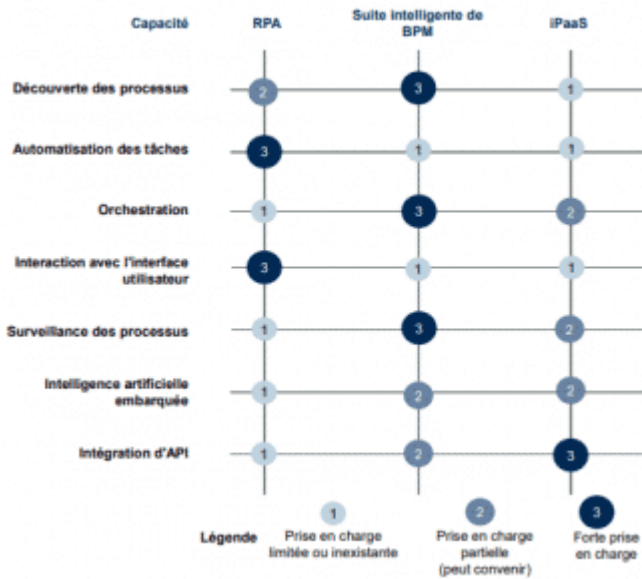 Capacité RPA Suite intelligente de BPM iPaaS
Découverte des processus 2 3 1
Automatisation des tâches 3 1 1
Orchestration 1 3 2
Interaction avec l'interface utilisateur 3 1 1
Surveillance des processus 1 3 2
Intelligence artificielle embarquée 1 2 2
Intégration d'API 1 2 3
Légende
1 Prise en charge limitée ou inexistante
2 Prise en charge partielle (peut convenir)
3 Forte prise en charge